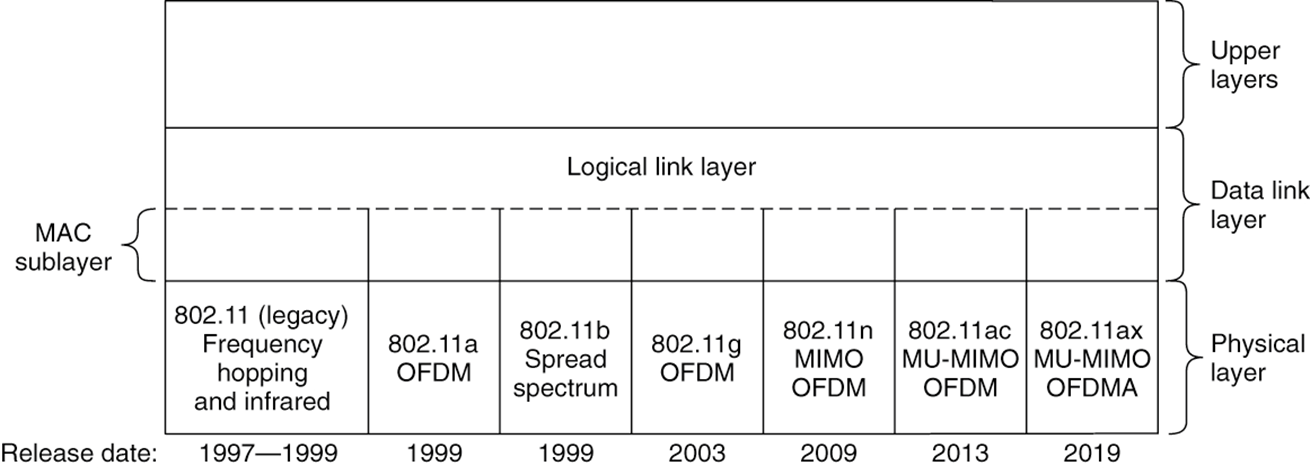 Upper
layers
Logical link layer
Data link
layer
MAC
sublayer
802.11 (legacy)
Frequency
hopping
and infrared
802.11a
OFDM
802.11b
Spread
spectrum
802.11g
OFDM
802.11n
MIMO
OFDM
802.11ac
MU-MIMO
OFDM
802.11ax
MU-MIMO
OFDMA
Physical
layer
Release date: 1997—1999 1999 1999 2003 2009 2013 2019